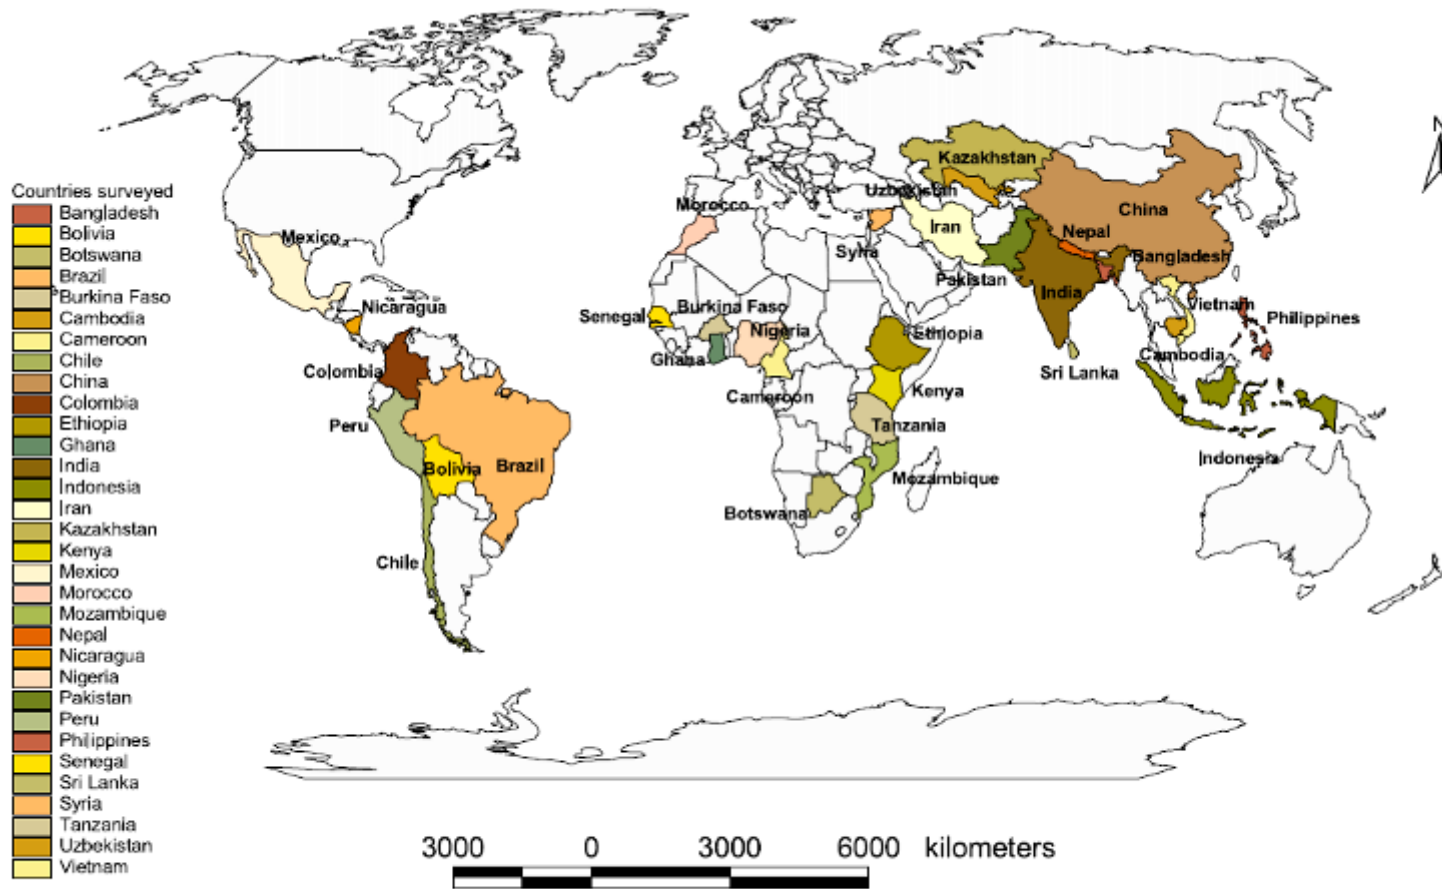 N
Countries surveyed
Bangladesh
Bolivia
Botswana
Brazil
Burkina Faso
Cambodia
Cameroon
Chile
China
Colombia
Ethiopia
Ghana
India
Indonesia
Iran
Kazakhstan
Kenya
Mexico
Morocco
Mozambique
Nepal
Nicaragua
Nigeria
Pakistan
Peru
Philippines
Senegal
Sri Lanka
Syria
Tanzania
Uzbekistan
Vietnam
Mexico
Nicaragua
Colombia
Peru
Bolivia
Brazil
Chile
Morocco
Senegal
Burkina Faso
Nigeria
Ghana
Cameroon
Ethiopia
Kenya
Tanzania
Mozambique
Botswana
Kazakhstan
Uzbekistan
Syria
Iran
Pakistan
China
Nepal
Bangladesh
India
Sri Lanka
Vietnam
Cambodia
Philippines
Indonesia
3000 0 3000 6000 kilometers